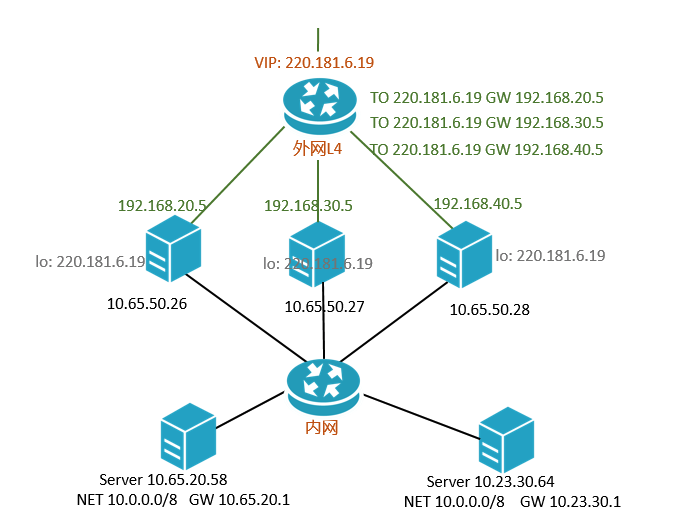 VIP: 220.181.6.19
TO 220.181.6.19 GW 192.168.20.5
TO 220.181.6.19 GW 192.168.30.5
外网L4
TO 220.181.6.19 GW 192.168.40.5
192.168.20.5
192.168.30.5
192.168.40.5
lo: 220.181.6.19
lo: 220.181.6.19
lo: 220.181.6.19
10.65.50.26
10.65.50.27
10.65.50.28
内网
Server 10.65.20.58
NET 10.0.0.0/8 GW 10.65.20.1
Server 10.23.30.64
NET 10.0.0.0/8 GW 10.23.30.1